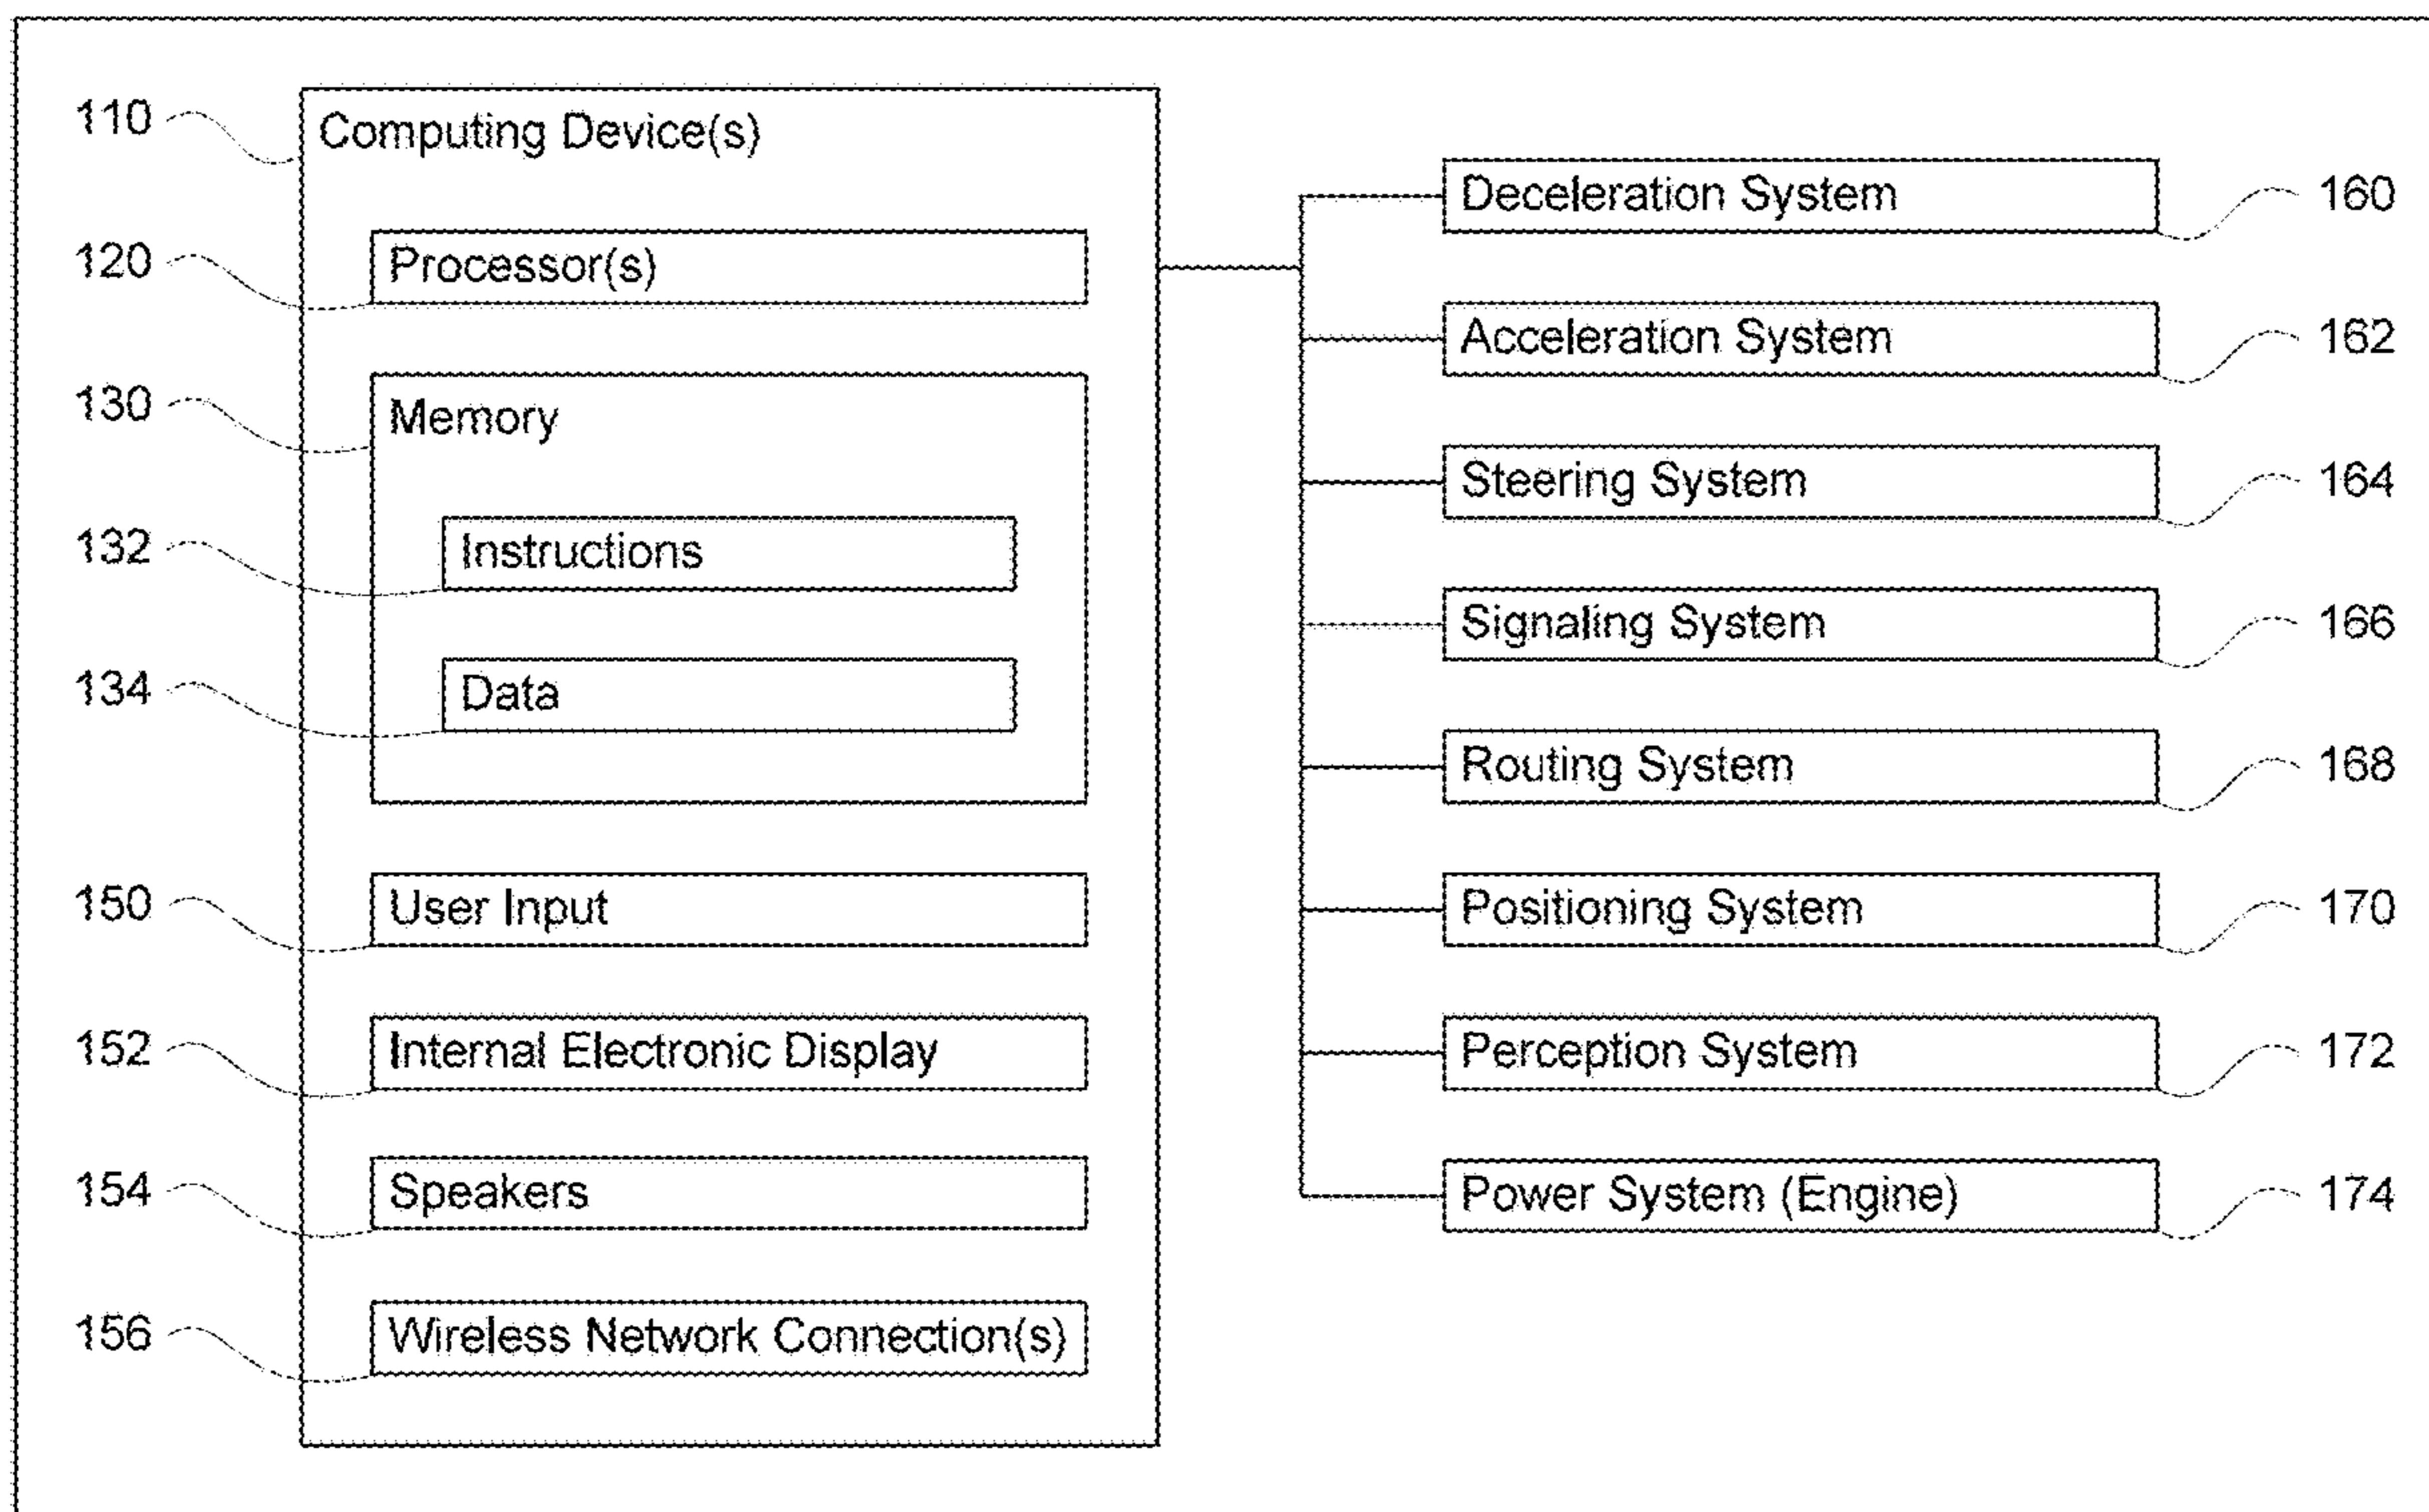 110 Computing Device(s)
120 Processor(s)
130 Memory
132 Instructions
134 Data
150 User Input
152 Internal Electronic Display
154 Speakers
156 Wireless Network Connection(s)
Deceleration System 160
Acceleration System 162
Steering System 164
Signaling System 166
Routing System 168
Positioning System 170
Perception System 172
Power System (Engine) 174